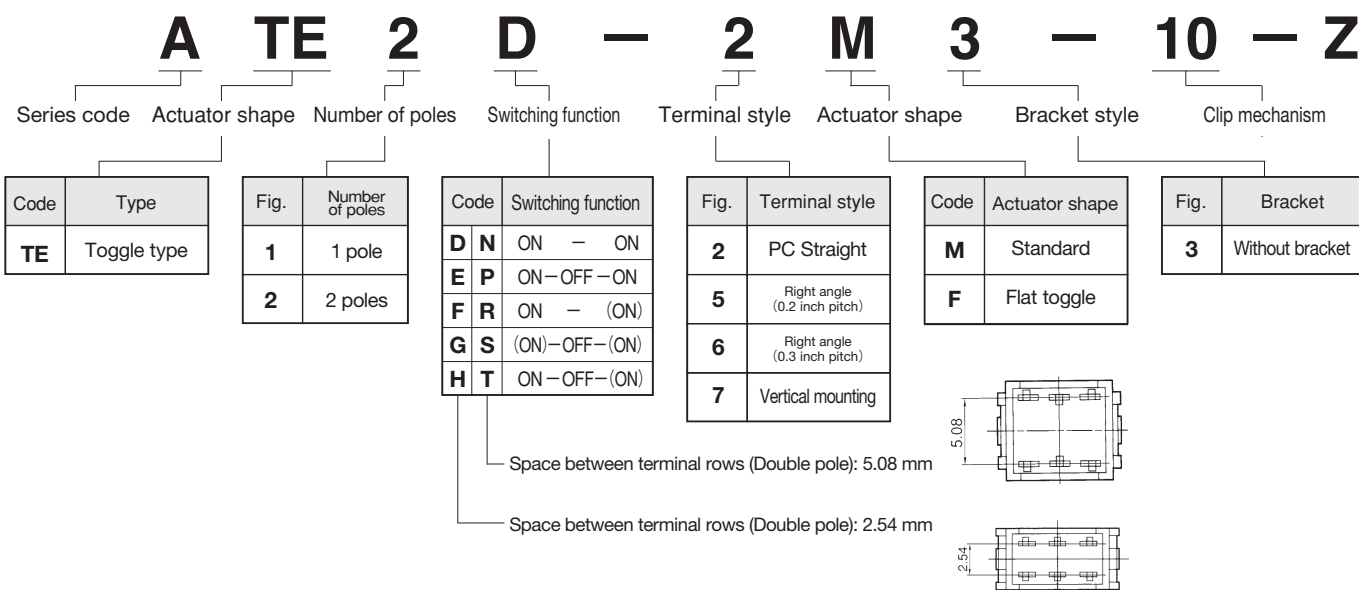 A TE 2 D － 2 M 3 － 10 － Z
Series code Actuator shape Number of poles Switching function Terminal style Actuator shape Bracket style Clip mechanism
Code Type
TE Toggle type
Fig. Number of poles
1 1 pole
2 2 poles
Code Switching function
D N ON － ON
E P ON－OFF－ON
F R ON － (ON)
G S (ON)－OFF－(ON)
H T ON－OFF－(ON)
Fig. Terminal style
2 PC Straight
5 Right angle
(0.2 inch pitch)
6 Right angle
(0.3 inch pitch)
7 Vertical mounting
Code Actuator shape
M Standard
F Flat toggle
Fig. Bracket
3 Without bracket
5.08
Space between terminal rows (Double pole): 5.08 mm
Space between terminal rows (Double pole): 2.54 mm
2.54